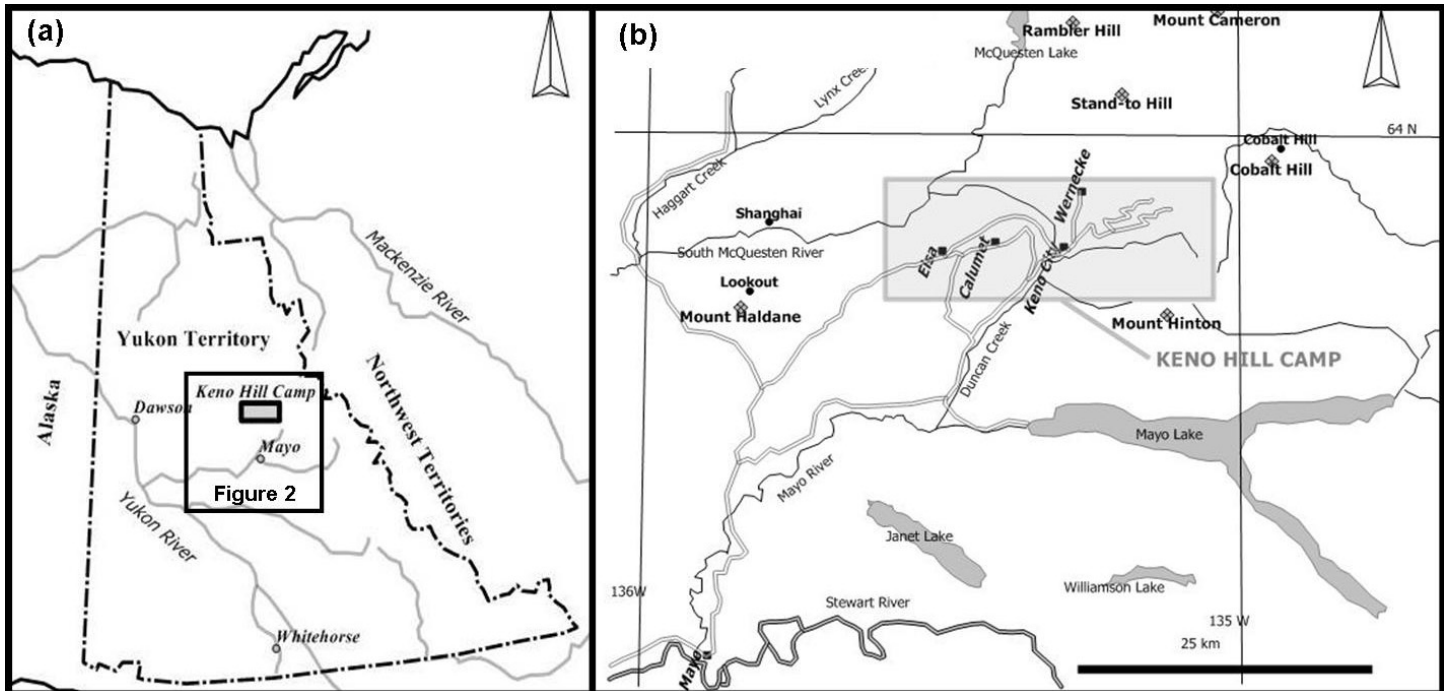 (a)
Mackenzie River
Yukon Territory
Alaska
Northwest Territories
Keno Hill Camp
Dawson
Mayo
Figure 2
Yukon River
Whitehorse
(b)
Rambler Hill
Mount Cameron
McQuesten Lake
Lynx Creek
Stand-to Hill
64 N
Cobalt Hill
Cobalt Hill
Haggart Creek
Wernecke
Shanghai
South McQuesten River
Elsa
Calumet
Keno City
Lookout
Mount Haldane
Mount Hinton
Duncan Creek
KENO HILL CAMP
Mayo Lake
Mayo River
Janet Lake
Williamson Lake
136W
Stewart River
135 W
25 km
Mayo